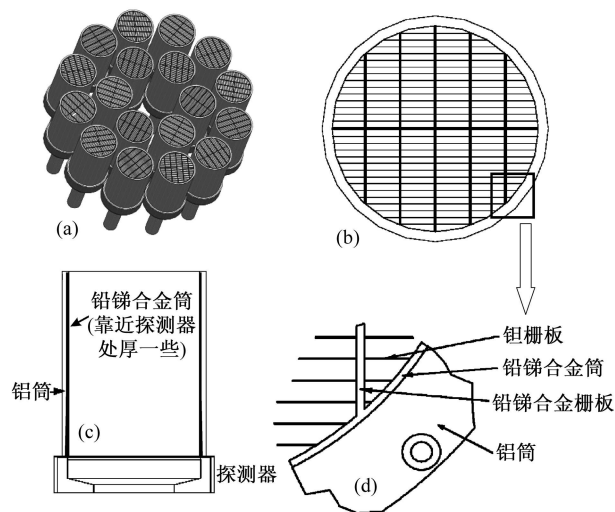 (a)
(b)
铅锑合金筒
(靠近探测器
处厚一些)
铝筒
(c)
探测器
钽栅板
铅锑合金筒
铅锑合金栅板
铝筒
(d)